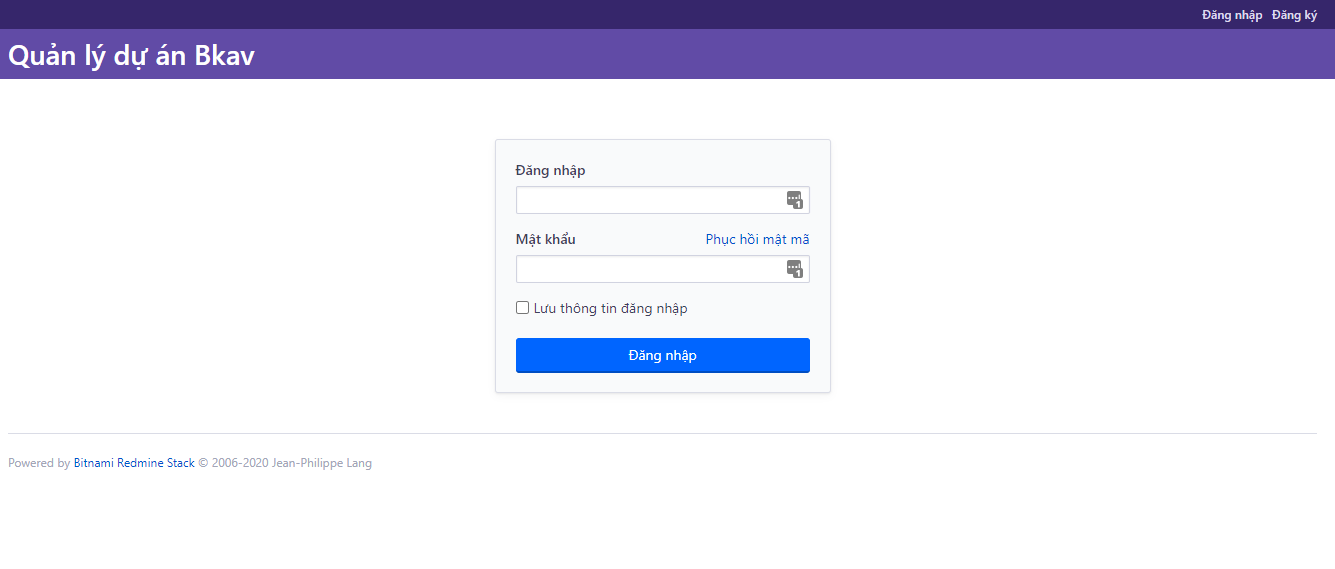 Đăng nhập Đăng ký
Quản lý dự án Bkav
Đăng nhập
Mật khẩu Phục hồi mật mã
Lưu thông tin đăng nhập
Đăng nhập
Powered by Bitnami Redmine Stack © 2006-2020 Jean-Philippe Lang